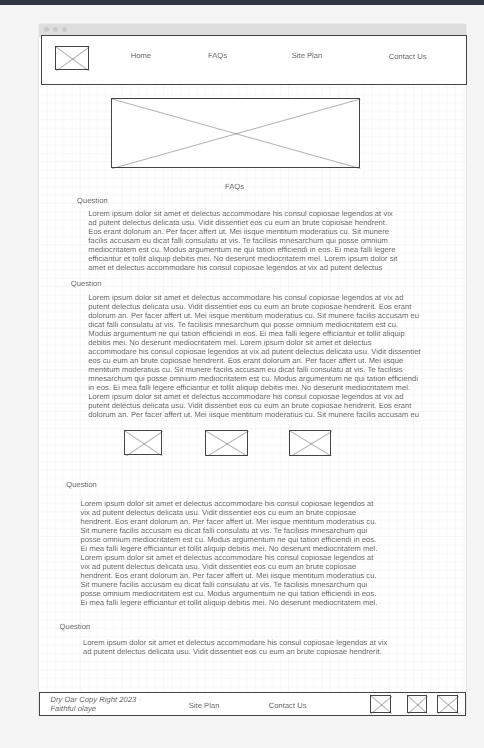 Home FAQs Site Plan Contact Us
FAQs
Question
Lorem ipsum dolor sit amet et delectus accommodare his consul copiosae legendos at vix
ad putent delectus delicata usu. Vidit dissentiet eos cu eum an brute copiosae hendrerit.
Eos erant dolorum an. Per facer affert ut. Mei iisque mentitum moderatius cu. Sit munere
facilis accusam eu dicat falli consulatu at vis. Te facilisis mnesarchum qui posse omnium
mediocritatem cu. Modus argumentum ne qui tation efficiendi in eos. Ei mea falli legere
efficiantur et tollit aliquip debitis mei. No deserunt mediocritatem mel. Lorem ipsum dolor sit
amet et delectus accommodare his consul copiosae legendos at vix ad putent delectus
Question
Lorem ipsum dolor sit amet et delectus accommodare his consul copiosae legendos at vix ad
putent delectus delicata usu. Vidit dissentiet eos cu eum an brute copiosae hendrerit. Eos erant
dolorum an. Per facer affert ut. Mei iisque mentitum moderatius cu. Sit munere facilis accusam eu
dicat falli consulatu at vis. Te facilisis mnesarchum qui posse omnium mediocritatem cu.
Modus argumentum ne qui tation efficiendi in eos. Ei mea falli legere efficiantur et tollit aliquip
debitis mei. No deserunt mediocritatem mel. Lorem ipsum dolor sit amet et delectus
accommodare his consul copiosae legendos at vix ad putent delectus delicata usu. Vidit dissentiet
eos cu eum an brute copiosae hendrerit. Eos erant dolorum an. Per facer affert ut. Mei iisque
mentitum moderatius cu. Sit munere facilis accusam eu dicat falli consulatu at vis. Te facilisis
mnesarchum qui posse omnium mediocritatem cu. Modus argumentum ne qui tation efficiendi
in eos. Ei mea falli legere efficiantur et tollit aliquip debitis mei. No deserunt mediocritatem mel.
Lorem ipsum dolor sit amet et delectus accommodare his consul copiosae legendos at vix ad
putent delectus delicata usu. Vidit dissentiet eos cu eum an brute copiosae hendrerit. Eos erant
dolorum an. Per facer affert ut. Mei iisque mentitum moderatius cu. Sit munere facilis accusam eu
Question
Lorem ipsum dolor sit amet et delectus accommodare his consul copiosae legendos at
vix ad putent delectus delicata usu. Vidit dissentiet eos cu eum an brute copiosae
hendrerit. Eos erant dolorum an. Per facer affert ut. Mei iisque mentitum moderatius cu.
Sit munere facilis accusam eu dicat falli consulatu at vis. Te facilisis mnesarchum qui
posse omnium mediocritatem cu. Modus argumentum ne qui tation efficiendi in eos.
Ei mea falli legere efficiantur et tollit aliquip debitis mei. No deserunt mediocritatem mel.
Lorem ipsum dolor sit amet et delectus accommodare his consul copiosae legendos at
vix ad putent delectus delicata usu. Vidit dissentiet eos cu eum an brute copiosae
hendrerit. Eos erant dolorum an. Per facer affert ut. Mei iisque mentitum moderatius cu.
Sit munere facilis accusam eu dicat falli consulatu at vis. Te facilisis mnesarchum qui
posse omnium mediocritatem cu. Modus argumentum ne qui tation efficiendi in eos.
Ei mea falli legere efficiantur et tollit aliquip debitis mei. No deserunt mediocritatem mel.
Question
Lorem ipsum dolor sit amet et delectus accommodare his consul copiosae legendos at vix
ad putent delectus delicata usu. Vidit dissentiet eos cu eum an brute copiosae hendrerit.
Dry Oar Copy Right 2023
Faithful olaye
Site Plan Contact Us